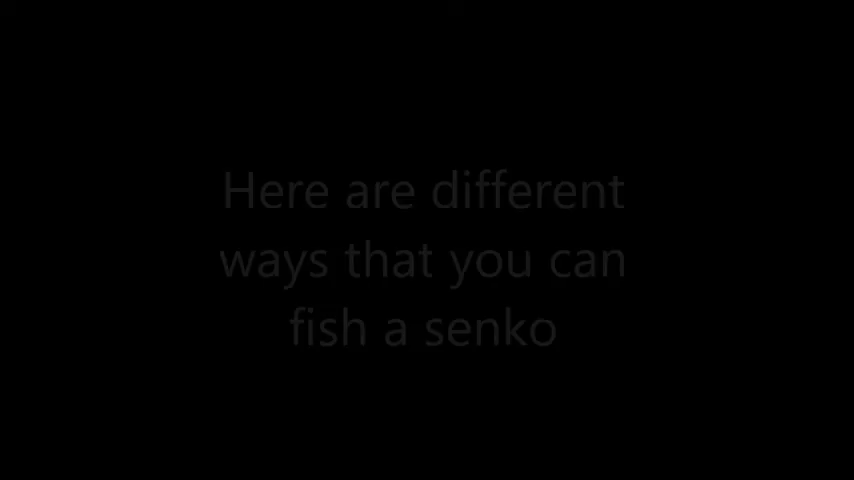 Here are different
ways that you can
fish a senko